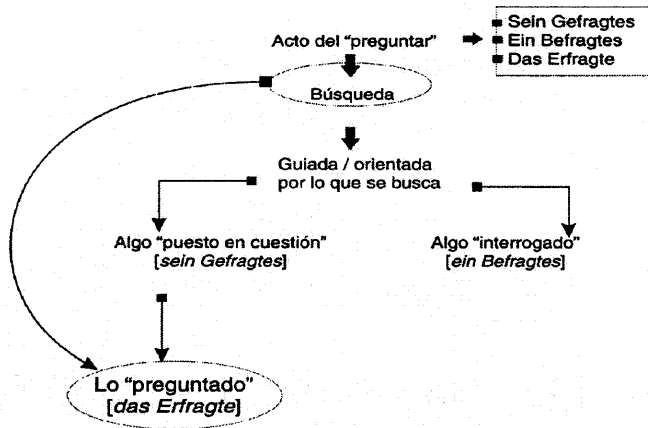 Acto del “preguntar”
Sein Gefragtes
Ein Befragtes
Das Erfragte
Búsqueda
Guiada / orientada
por lo que se busca
Algo “puesto en cuestión”
[sein Gefragtes]
Algo “interrogado”
[ein Befragtes]
Lo “preguntado”
[das Erfragte]